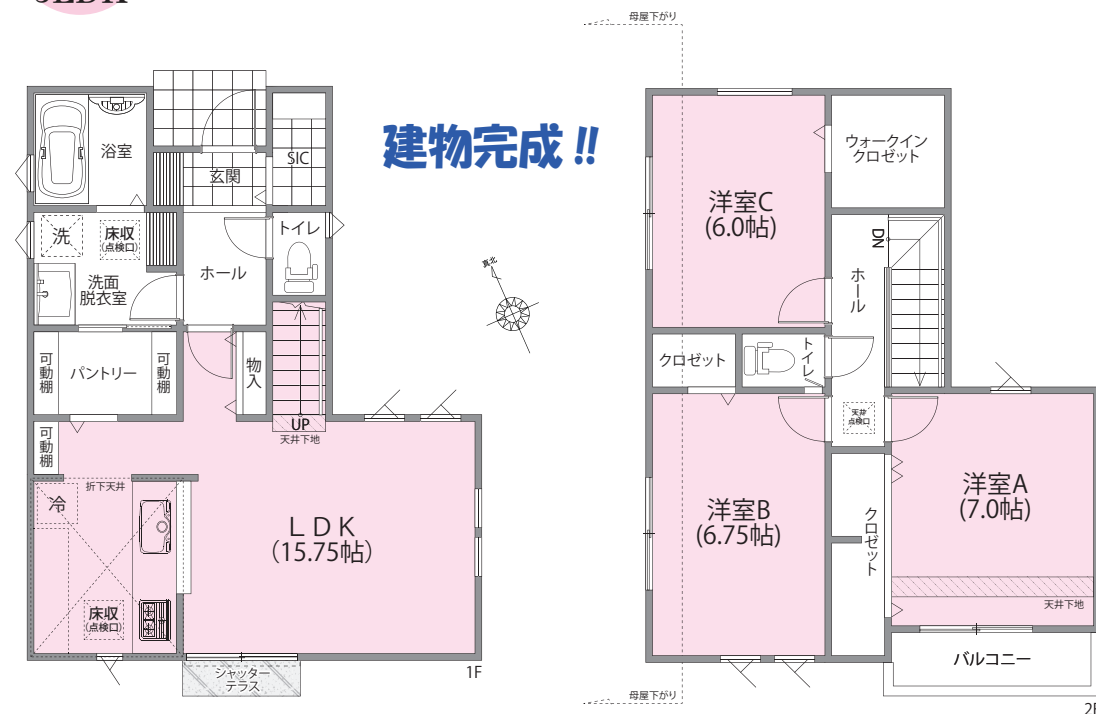 3LDK
母屋下がり
建物完成!!
浴室
玄関
SIC
洗
床収
(点検口)
トイレ
洗面
脱衣室
ホール
真北
可動棚
パントリー
可動棚
物入
UP
天井下地
可動棚
折下天井
冷
LDK
(15.75帖)
床収
(点検口)
シャッター
テラス
1F
ウォークイン
クロゼット
洋室C
(6.0帖)
DN
ホール
クロゼット
トイレ
天井
点検口
洋室B
(6.75帖)
クロゼット
洋室A
(7.0帖)
天井下地
バルコニー
母屋下がり
2F